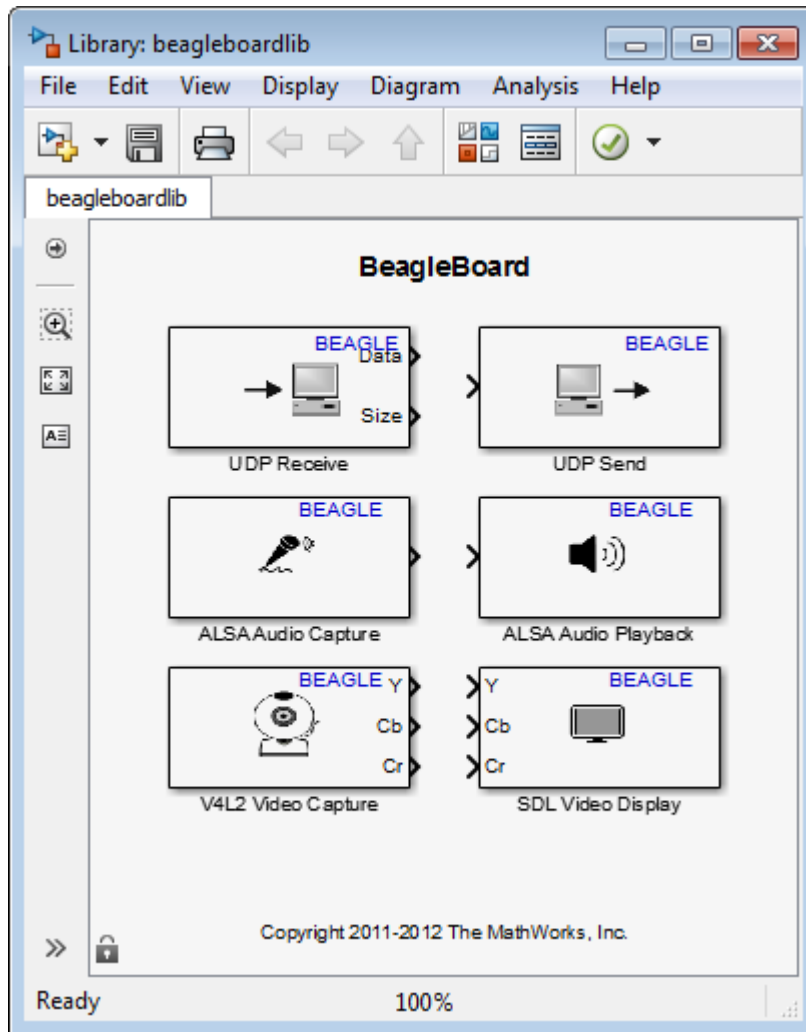 Library: beagleboardlib
File Edit View Display Diagram Analysis Help
beagleboardlib
BeagleBoard
BEAGLE
Data
Size
UDP Receive
BEAGLE
UDP Send
BEAGLE
ALSA Audio Capture
BEAGLE
ALSA Audio Playback
BEAGLE
Y
Cb
Cr
V4L2 Video Capture
BEAGLE
Y
Cb
Cr
SDL Video Display
Copyright 2011-2012 The MathWorks, Inc.
Ready 100%